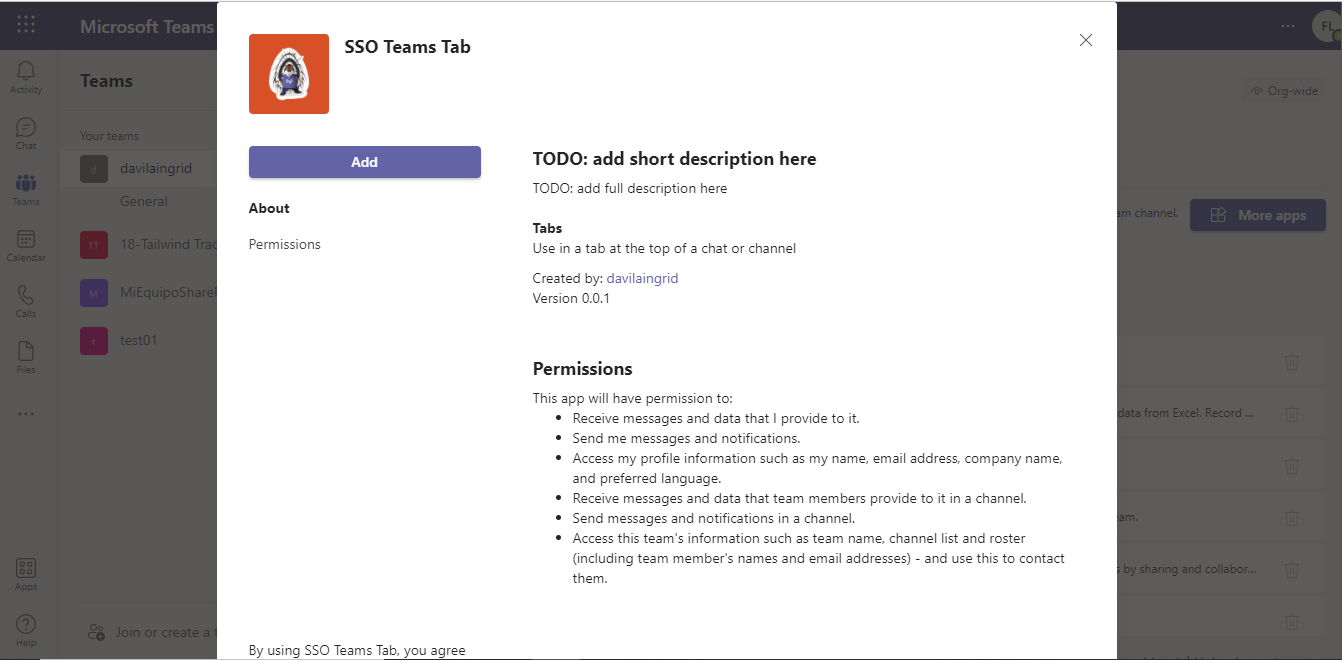 Microsoft Teams
FL
Activity
Chat
Teams
Calendar
Calls
Files
Apps
Help
Teams
Your teams
d
davilaingrid
General
TT
18-Tailwind Trad
M
MiEquipoShareP
t
test01
Join or create a t
SSO Teams Tab
Add
About
Permissions
TODO: add short description here
TODO: add full description here
Tabs
Use in a tab at the top of a chat or channel
Created by: davilaingrid
Version 0.0.1
Permissions
This app will have permission to:
Receive messages and data that I provide to it.
Send me messages and notifications.
Access my profile information such as my name, email address, company name,
and preferred language.
Receive messages and data that team members provide to it in a channel.
Send messages and notifications in a channel.
Access this team's information such as team name, channel list and roster
(including team member's names and email addresses) - and use this to contact
them.
By using SSO Teams Tab, you agree
Org-wide
am channel.
More apps
data from Excel. Record ...
eam.
s by sharing and collabor...